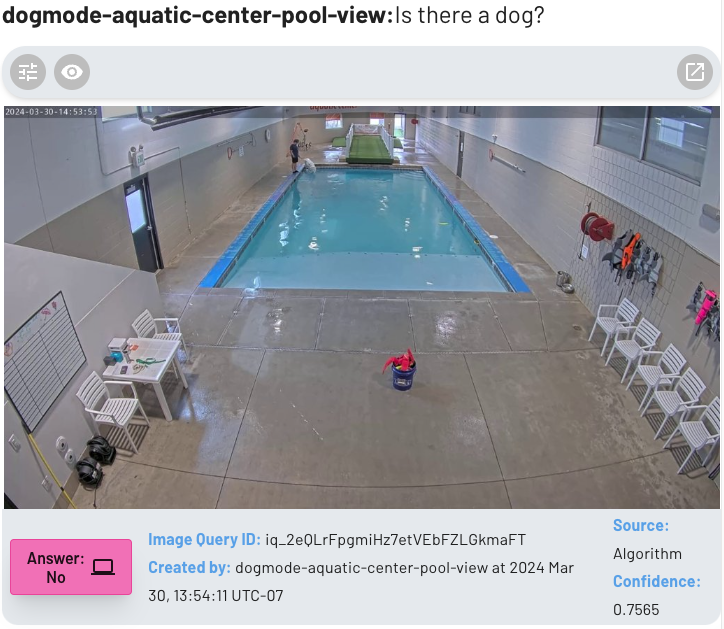 dogmode-aquatic-center-pool-view:Is there a dog?
2024-03-30-14:53:53
Answer:
No
Image Query ID: iq_2eQLrFpgmiHz7etVEbFZLGkmaFT
Created by: dogmode-aquatic-center-pool-view at 2024 Mar
30, 13:54:11 UTC-07
Source:
Algorithm
Confidence:
0.7565